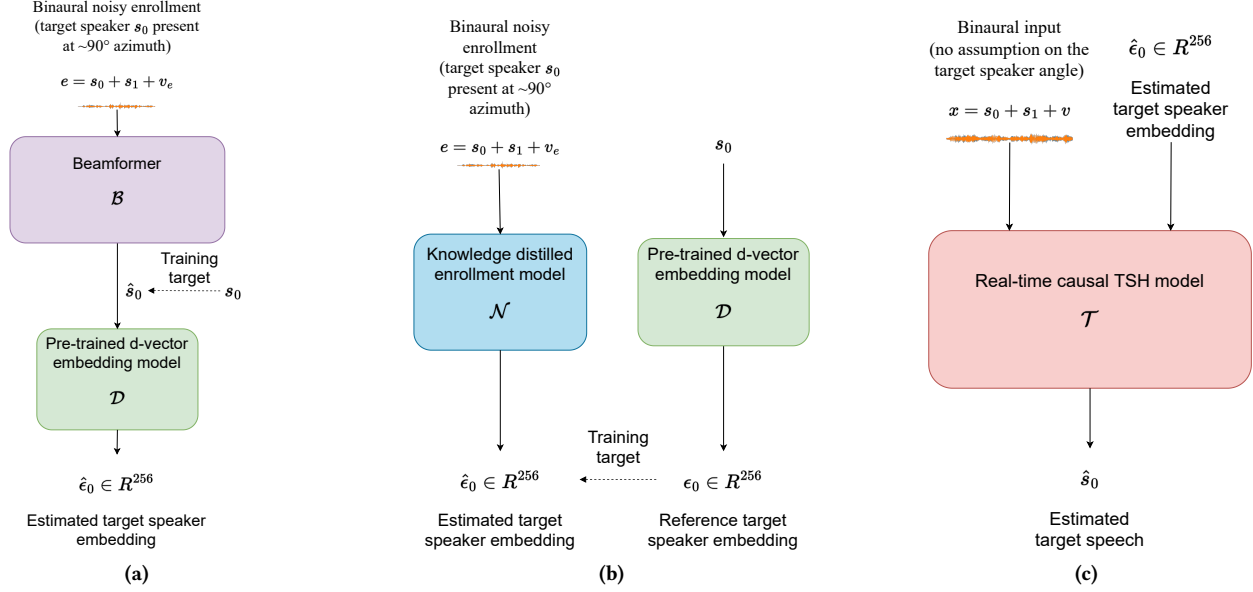 Binaural noisy enrollment
(target speaker s₀ present
at ~90° azimuth)
e = s₀ + s₁ + vₑ
Beamformer
ℬ
Training
target
ŝ₀
s₀
Pre-trained d-vector
embedding model
𝒟
ϵ̂₀ ∈ R²⁵⁶
Estimated target speaker
embedding
(a)
Binaural noisy
enrollment
(target speaker s₀
present at ~90°
azimuth)
e = s₀ + s₁ + vₑ
s₀
Knowledge distilled
enrollment model
𝒩
Pre-trained d-vector
embedding model
𝒟
Training
target
ϵ̂₀ ∈ R²⁵⁶
ϵ₀ ∈ R²⁵⁶
Estimated target
speaker embedding
Reference target
speaker embedding
(b)
Binaural input
(no assumption on the
target speaker angle)
x = s₀ + s₁ + v
ϵ̂₀ ∈ R²⁵⁶
Estimated
target speaker
embedding
Real-time causal TSH model
𝒯
ŝ₀
Estimated
target speech
(c)